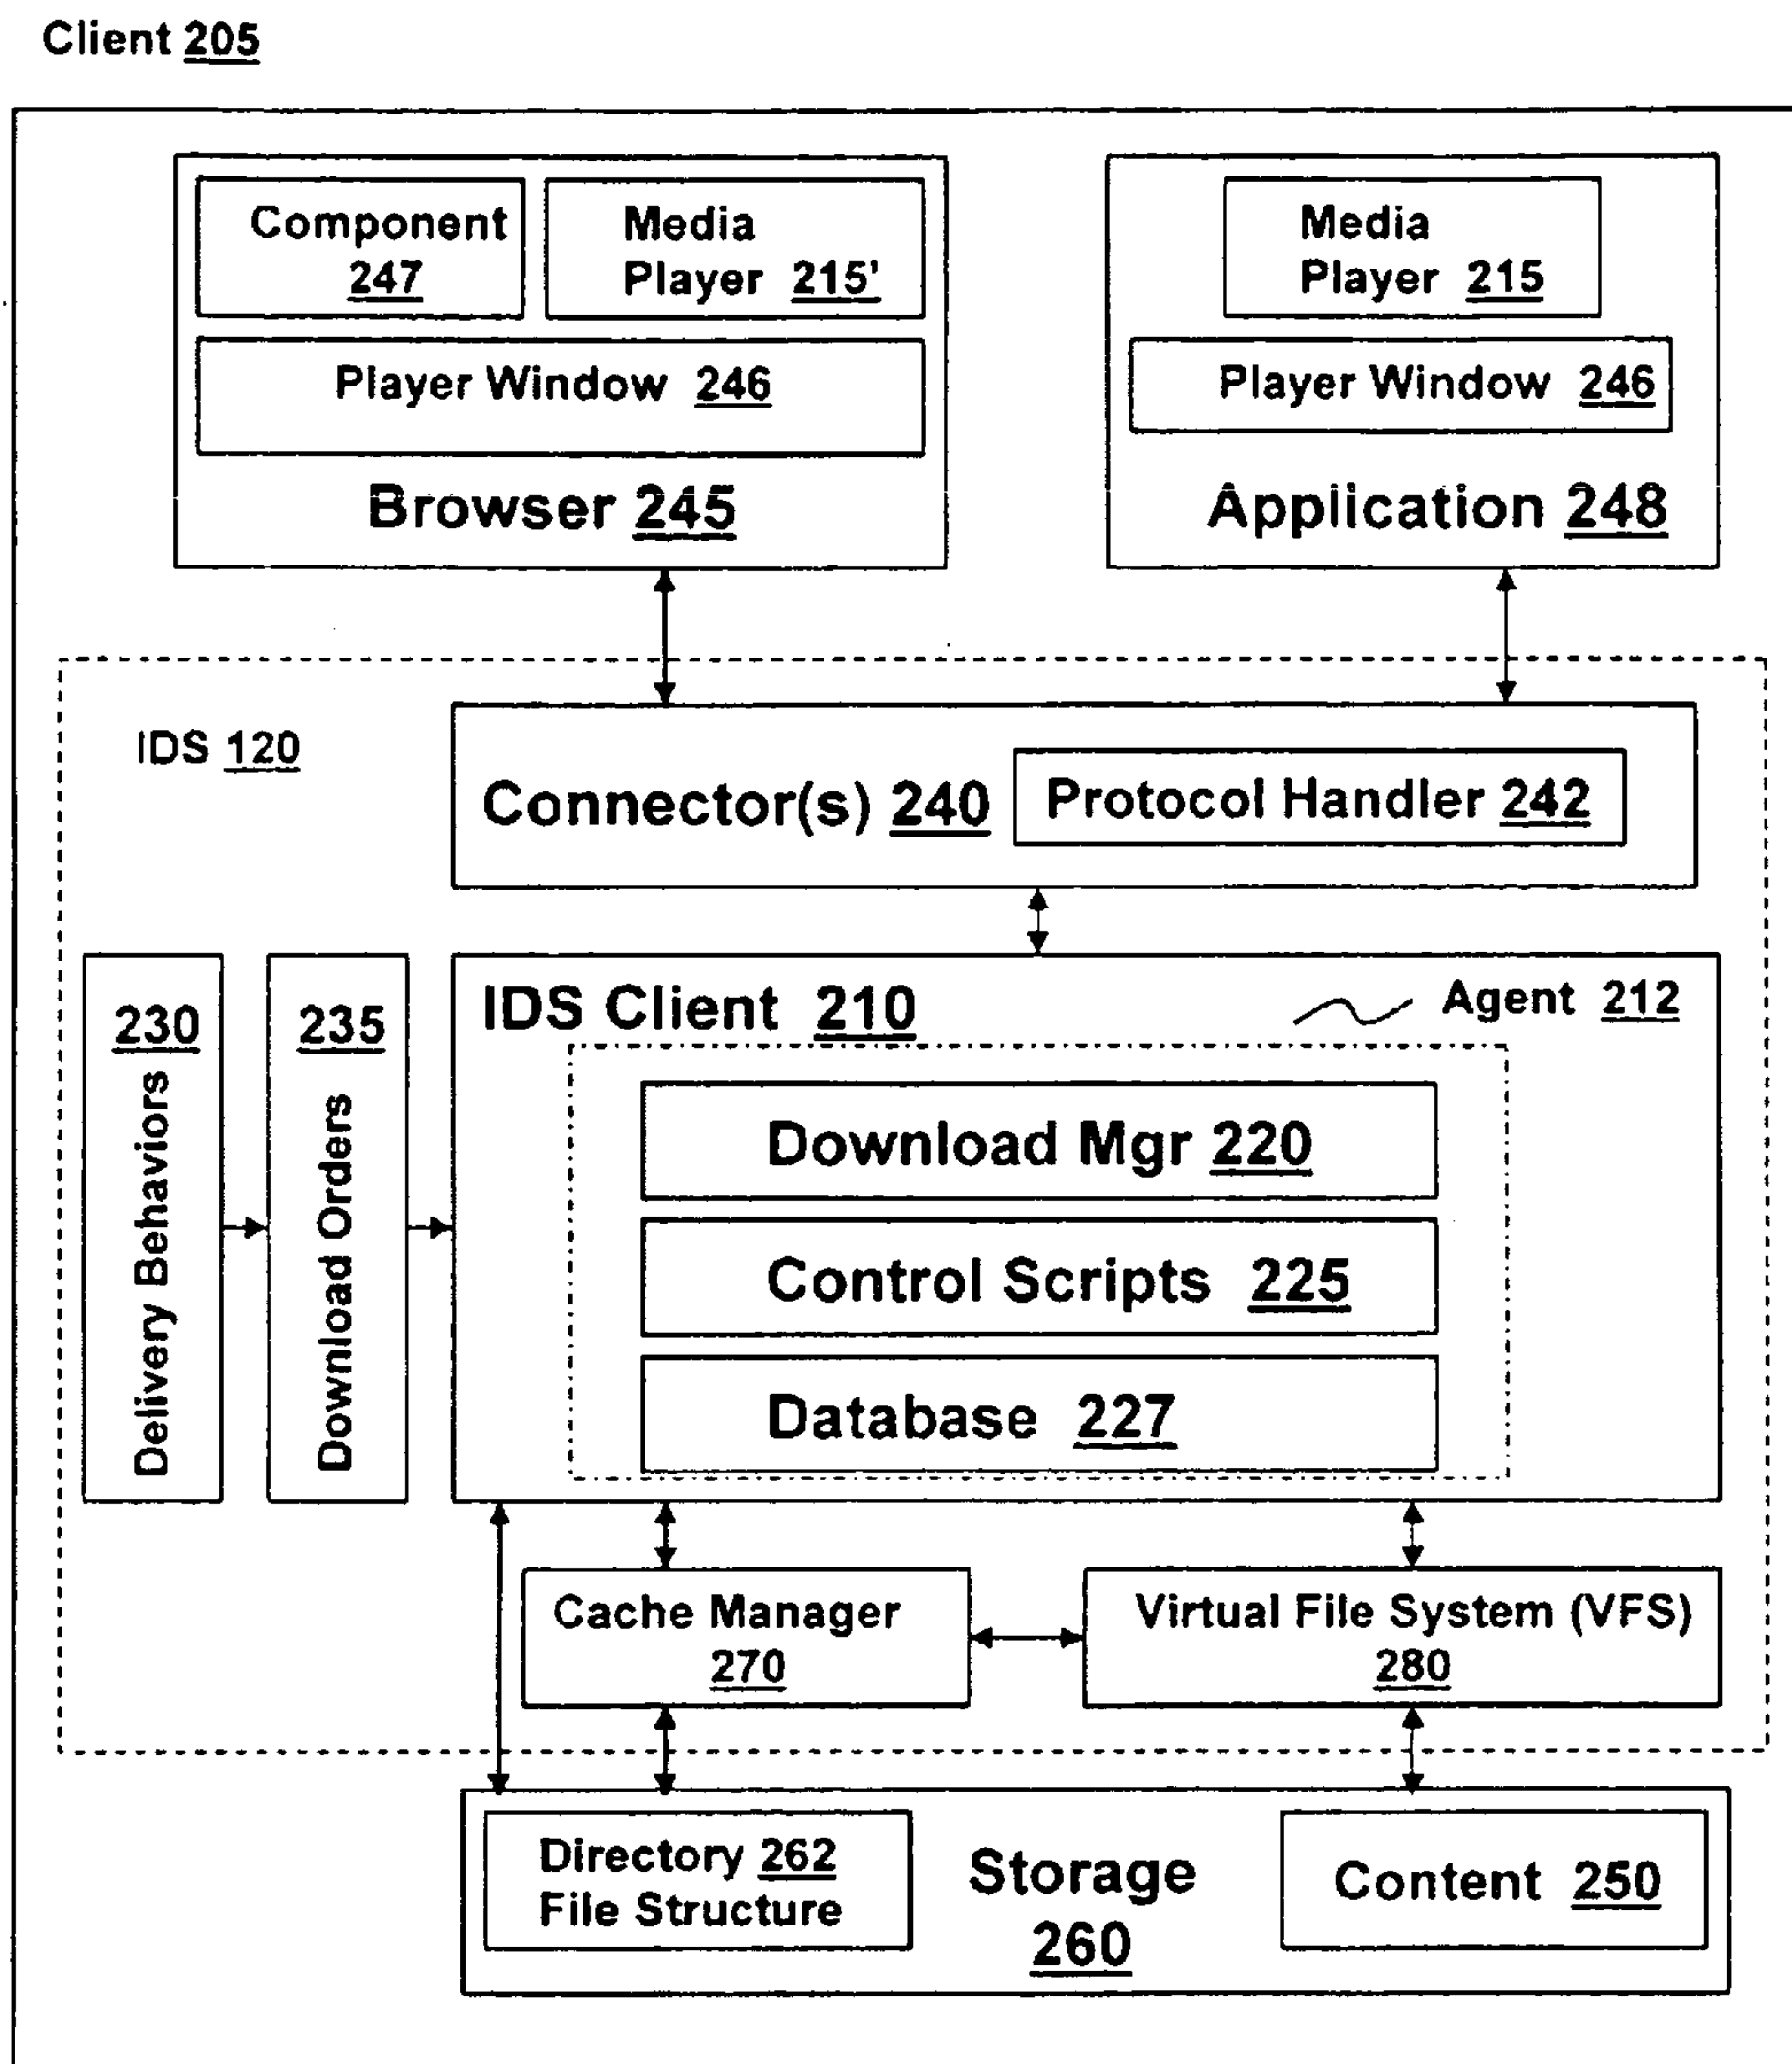 Client 205
Component
247
Media
Player 215'
Player Window 246
Browser 245
Media
Player 215
Player Window 246
Application 248
IDS 120
Connector(s) 240
Protocol Handler 242
230
Delivery Behaviors
235
Download Orders
IDS Client 210
Agent 212
Download Mgr 220
Control Scripts 225
Database 227
Cache Manager
270
Virtual File System (VFS)
280
Directory 262
File Structure
Storage
260
Content 250